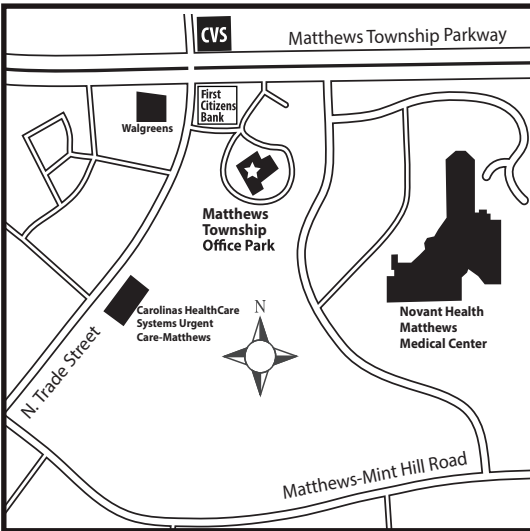 CVS
Matthews Township Parkway
First
Citizens
Bank
Walgreens
Matthews
Township
Office Park
Carolinas HealthCare
Systems Urgent
Care-Matthews
N
Novant Health
Matthews
Medical Center
N. Trade Street
Matthews-Mint Hill Road